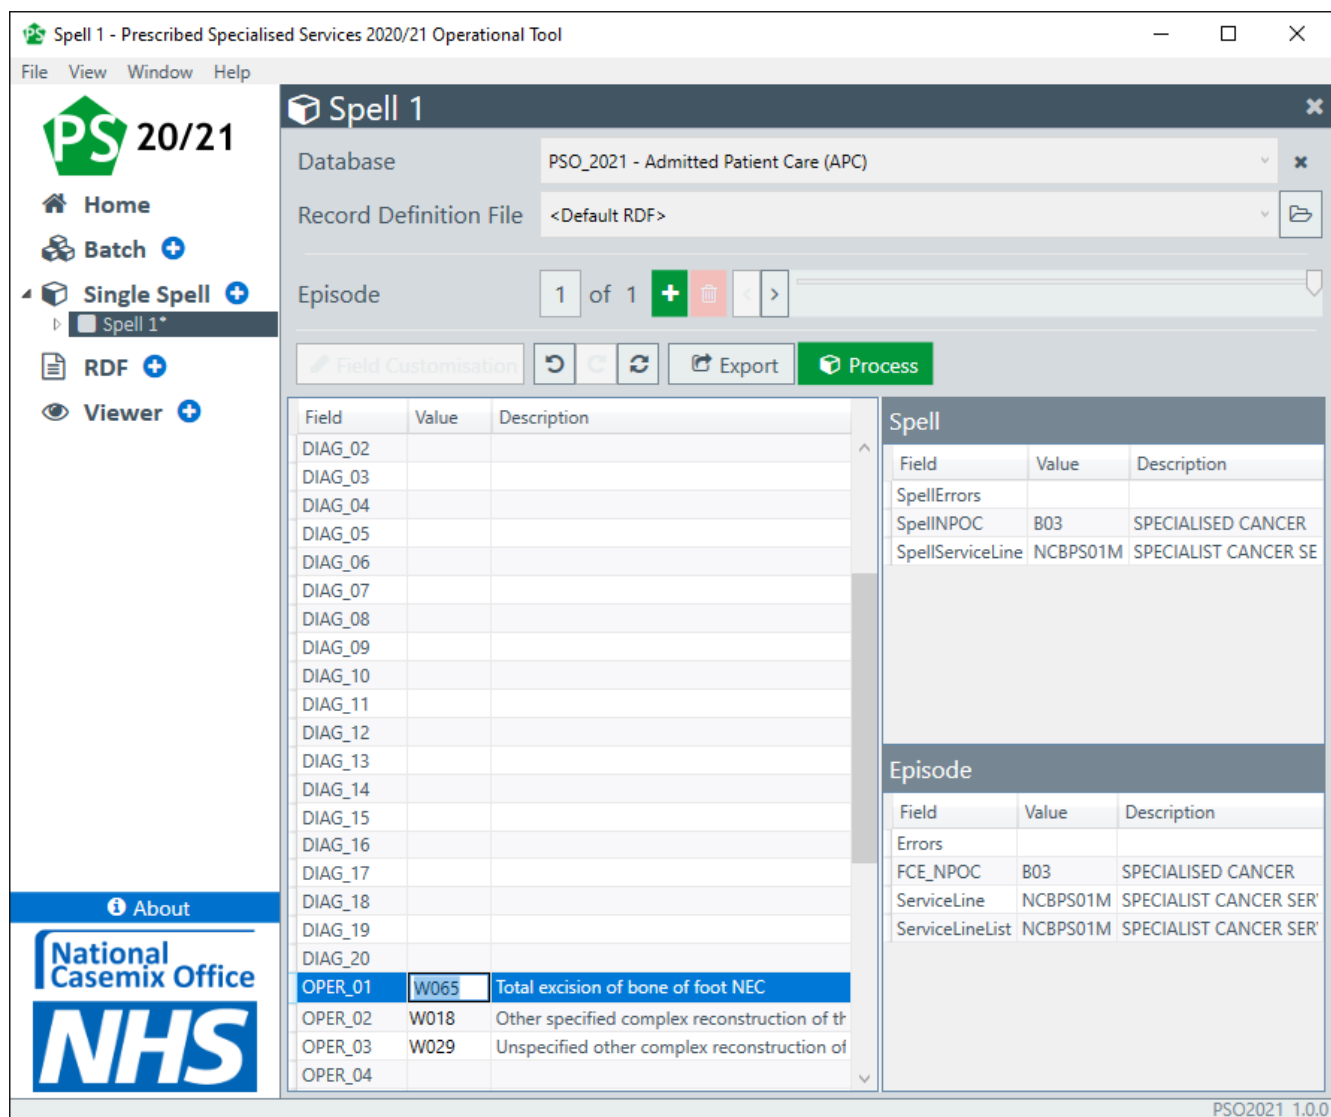 Spell 1 - Prescribed Specialised Services 2020/21 Operational Tool
File View Window Help
PS 20/21
Home
Batch
Single Spell
Spell 1*
RDF
Viewer
About
National
Casemix Office
NHS
Spell 1
Database PSO_2021 - Admitted Patient Care (APC)
Record Definition File <Default RDF>
Episode 1 of 1
Field Customisation Export Process
Field Value Description
DIAG_02
DIAG_03
DIAG_04
DIAG_05
DIAG_06
DIAG_07
DIAG_08
DIAG_09
DIAG_10
DIAG_11
DIAG_12
DIAG_13
DIAG_14
DIAG_15
DIAG_16
DIAG_17
DIAG_18
DIAG_19
DIAG_20
OPER_01 W065 Total excision of bone of foot NEC
OPER_02 W018 Other specified complex reconstruction of th
OPER_03 W029 Unspecified other complex reconstruction of
OPER_04
Spell
Field Value Description
SpellErrors
SpellNPOC B03 SPECIALISED CANCER
SpellServiceLine NCBPS01M SPECIALIST CANCER SE
Episode
Field Value Description
Errors
FCE_NPOC B03 SPECIALISED CANCER
ServiceLine NCBPS01M SPECIALIST CANCER SER
ServiceLineList NCBPS01M SPECIALIST CANCER SER
PSO2021 1.0.0